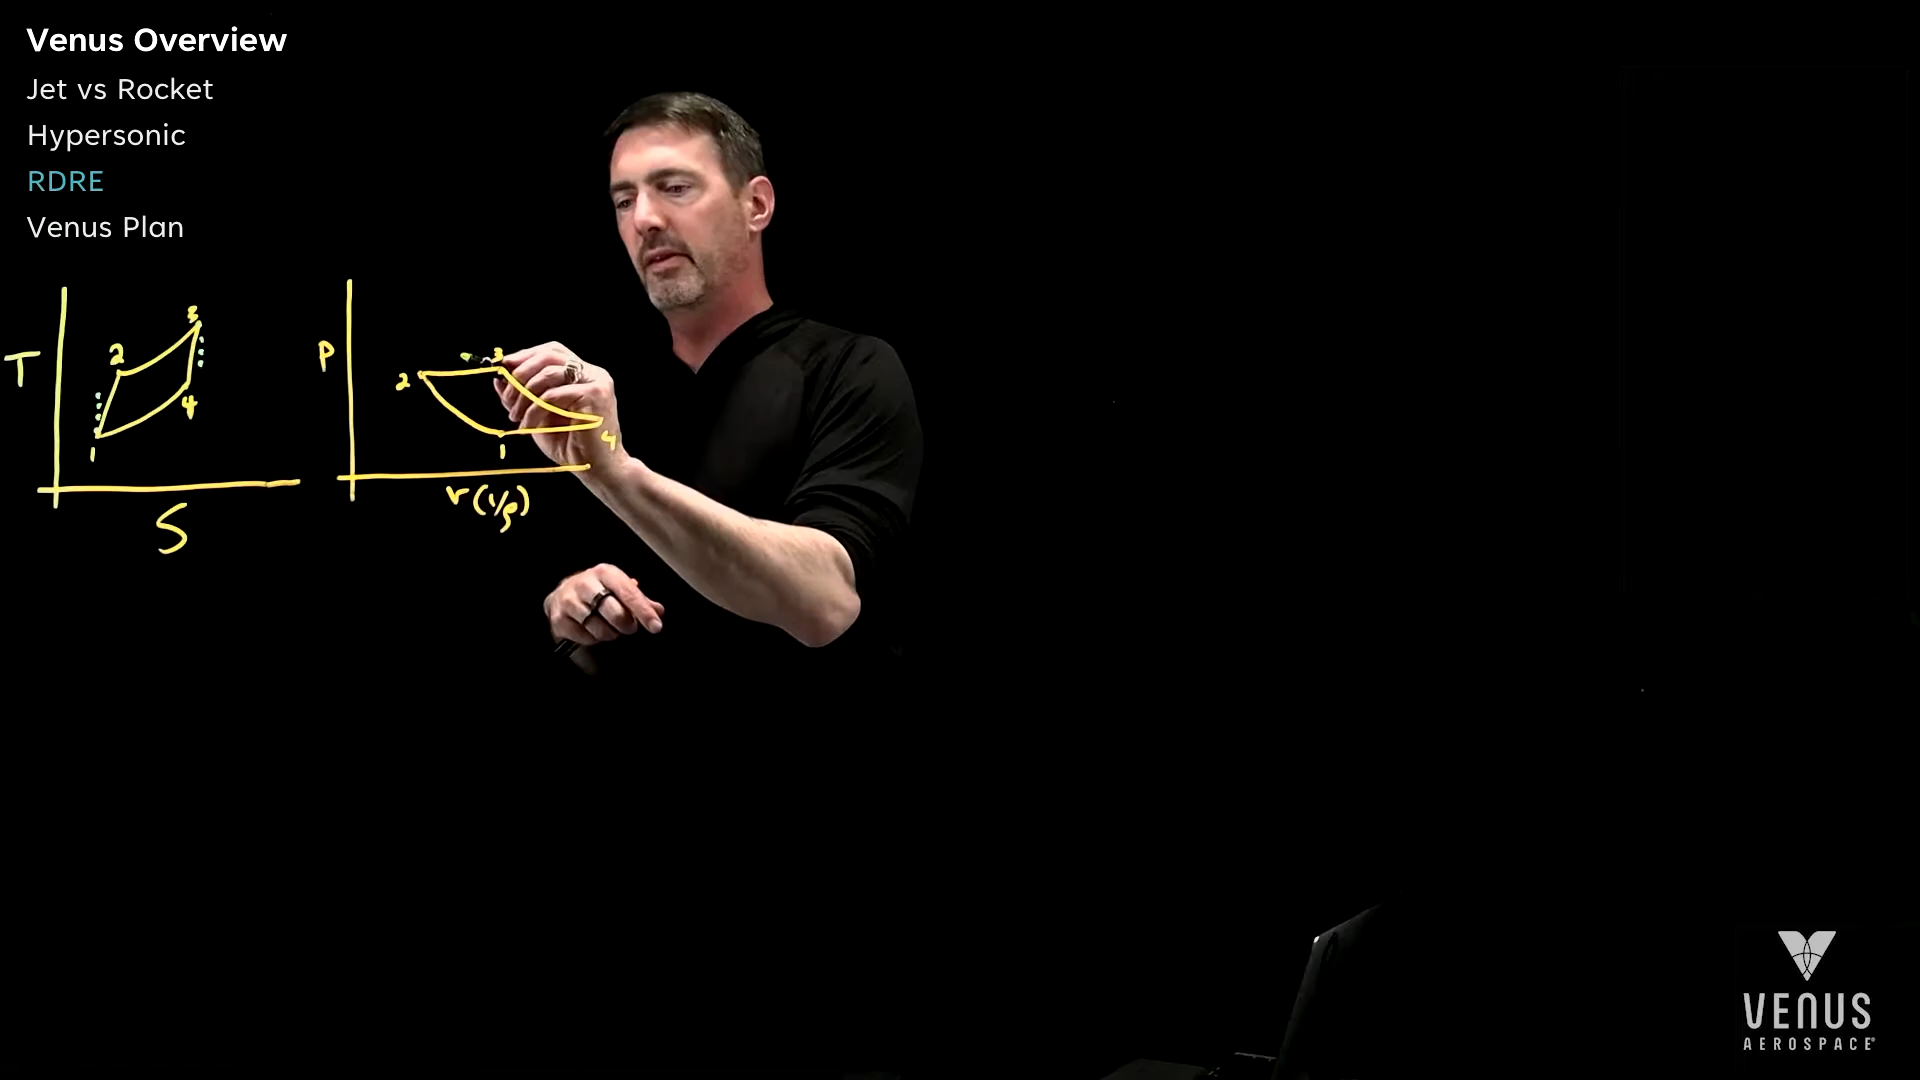 Venus Overview
Jet vs Rocket
Hypersonic
RDRE
Venus Plan
T
2
3
4
1
S
P
2
3
1
4
v (1/ρ)
VENUS
AEROSPACE